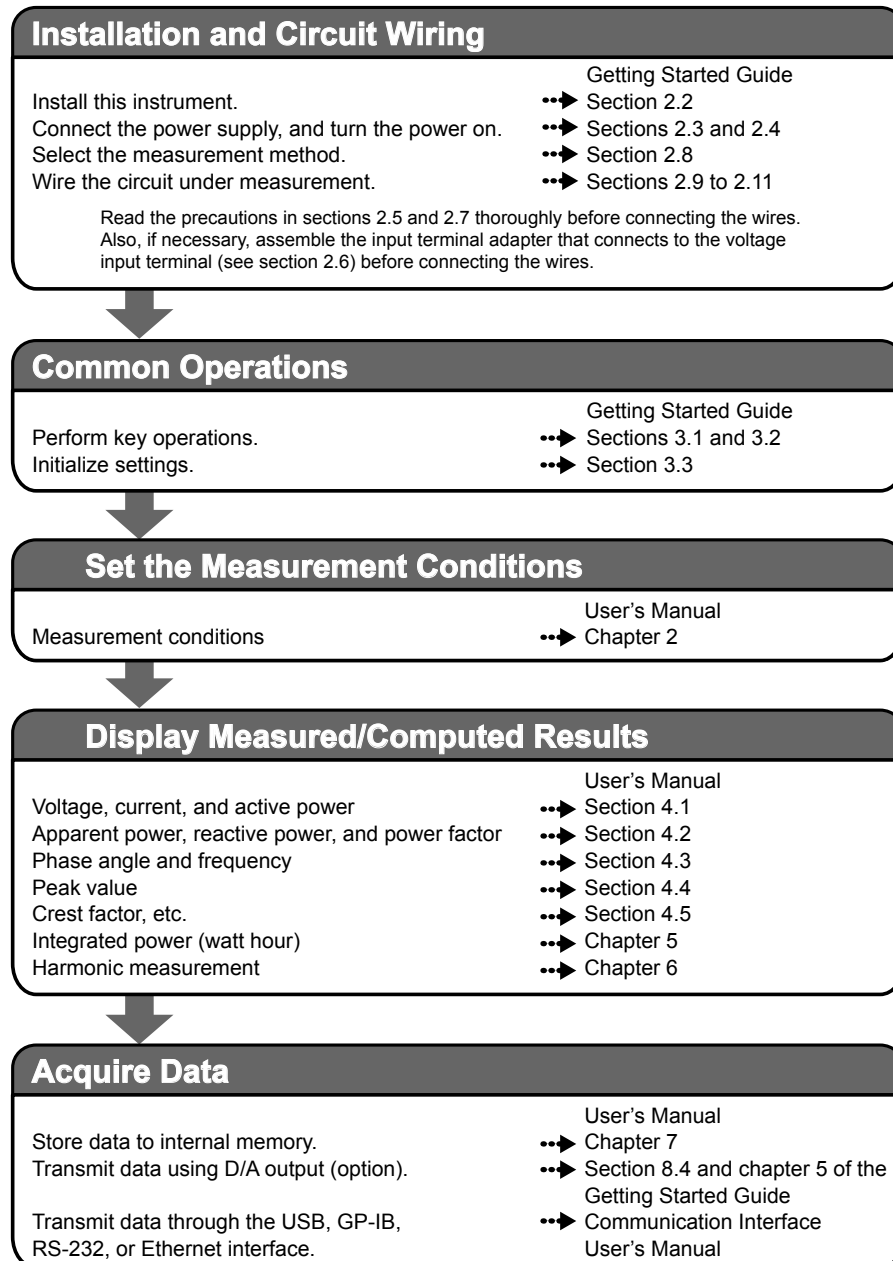 Installation and Circuit Wiring
Getting Started Guide
Install this instrument. Section 2.2
Connect the power supply, and turn the power on. Sections 2.3 and 2.4
Select the measurement method. Section 2.8
Wire the circuit under measurement. Sections 2.9 to 2.11
Read the precautions in sections 2.5 and 2.7 thoroughly before connecting the wires.
Also, if necessary, assemble the input terminal adapter that connects to the voltage
input terminal (see section 2.6) before connecting the wires.
Common Operations
Getting Started Guide
Perform key operations. Sections 3.1 and 3.2
Initialize settings. Section 3.3
Set the Measurement Conditions
User's Manual
Measurement conditions Chapter 2
Display Measured/Computed Results
User's Manual
Voltage, current, and active power Section 4.1
Apparent power, reactive power, and power factor Section 4.2
Phase angle and frequency Section 4.3
Peak value Section 4.4
Crest factor, etc. Section 4.5
Integrated power (watt hour) Chapter 5
Harmonic measurement Chapter 6
Acquire Data
User's Manual
Store data to internal memory. Chapter 7
Transmit data using D/A output (option). Section 8.4 and chapter 5 of the
Getting Started Guide
Transmit data through the USB, GP-IB, Communication Interface
RS-232, or Ethernet interface. User's Manual